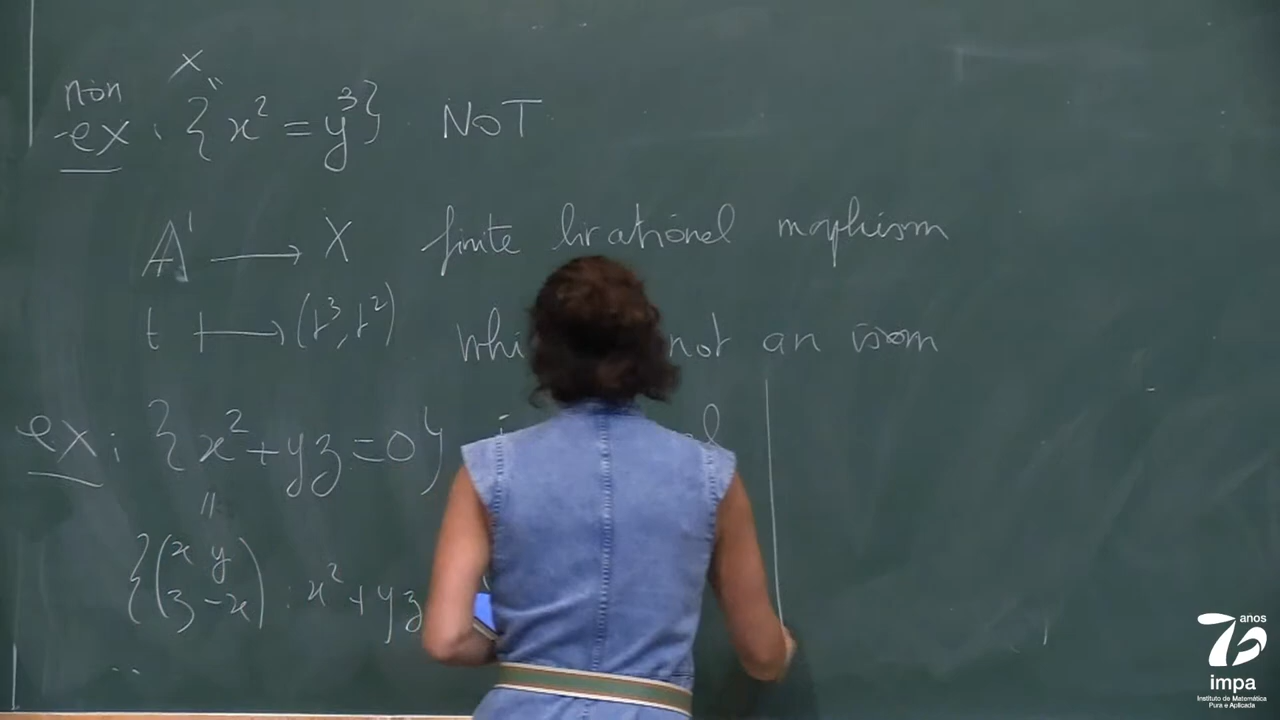 X
non
ex : { x² = y³} NOT
"
𝔸¹ ⟶ X finite birational morphism
t ⟼ (t³, t²) not an isom
ex : { x² + yz = 0 }
"
{ ( x y
z -x ) : x² + yz
70 anos
impa
Instituto de Matemática
Pura e Aplicada